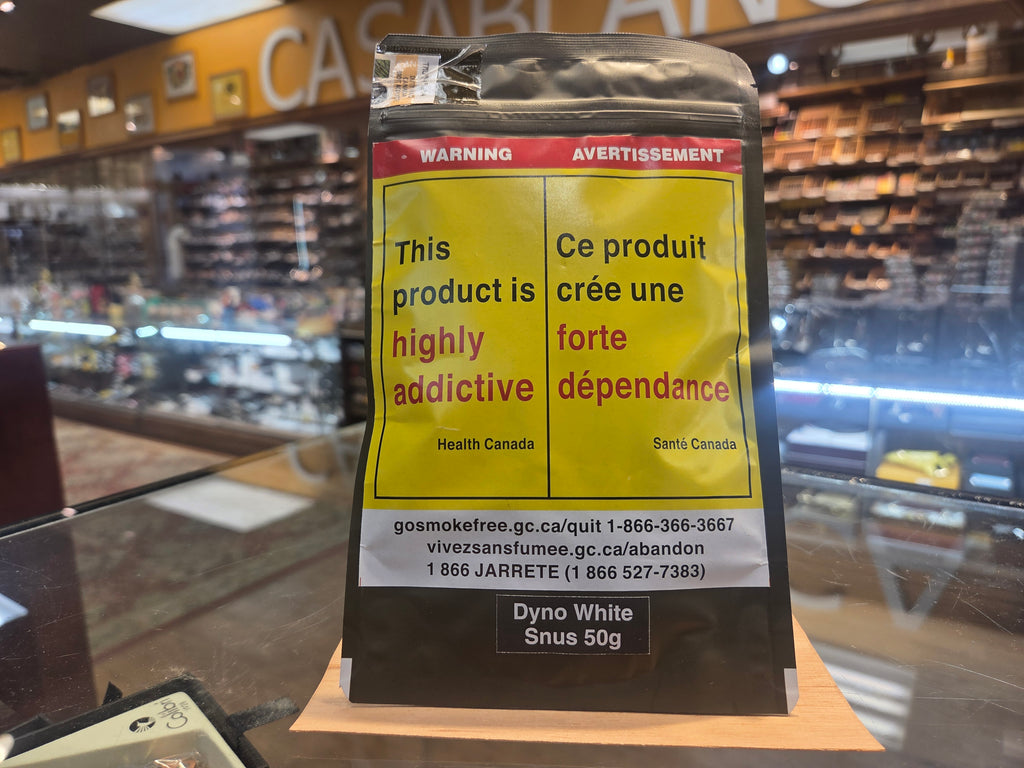 CASABLANC
WARNING
AVERTISSEMENT
This
product is
highly
addictive
Health Canada
Ce produit
crée une
forte
dépendance
Santé Canada
gosmokefree.gc.ca/quit 1-866-366-3667
vivezsansfumee.gc.ca/abandon
1 866 JARRETE (1 866 527-7383)
Dyno White
Snus 50g
Colibri